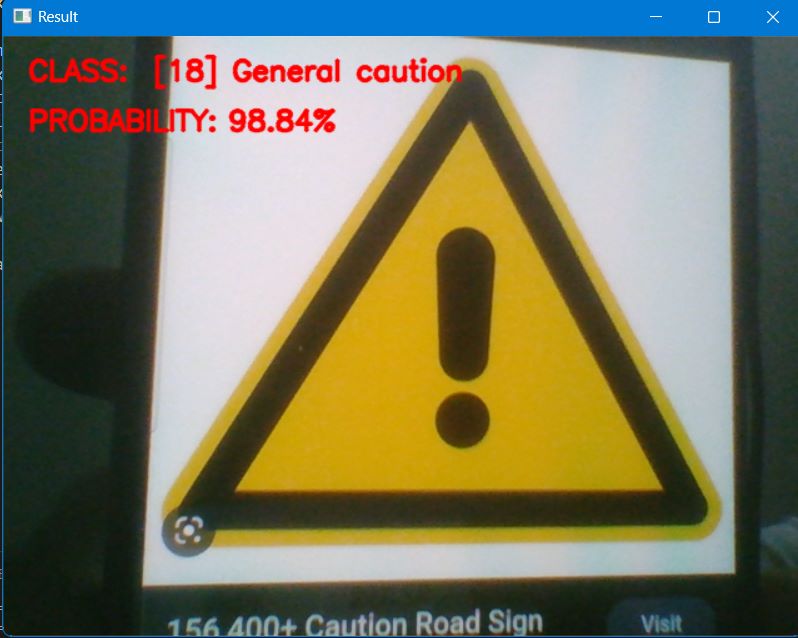 Result
CLASS: [18] General caution
PROBABILITY: 98.84%
156,400+ Caution Road Sign
Visit